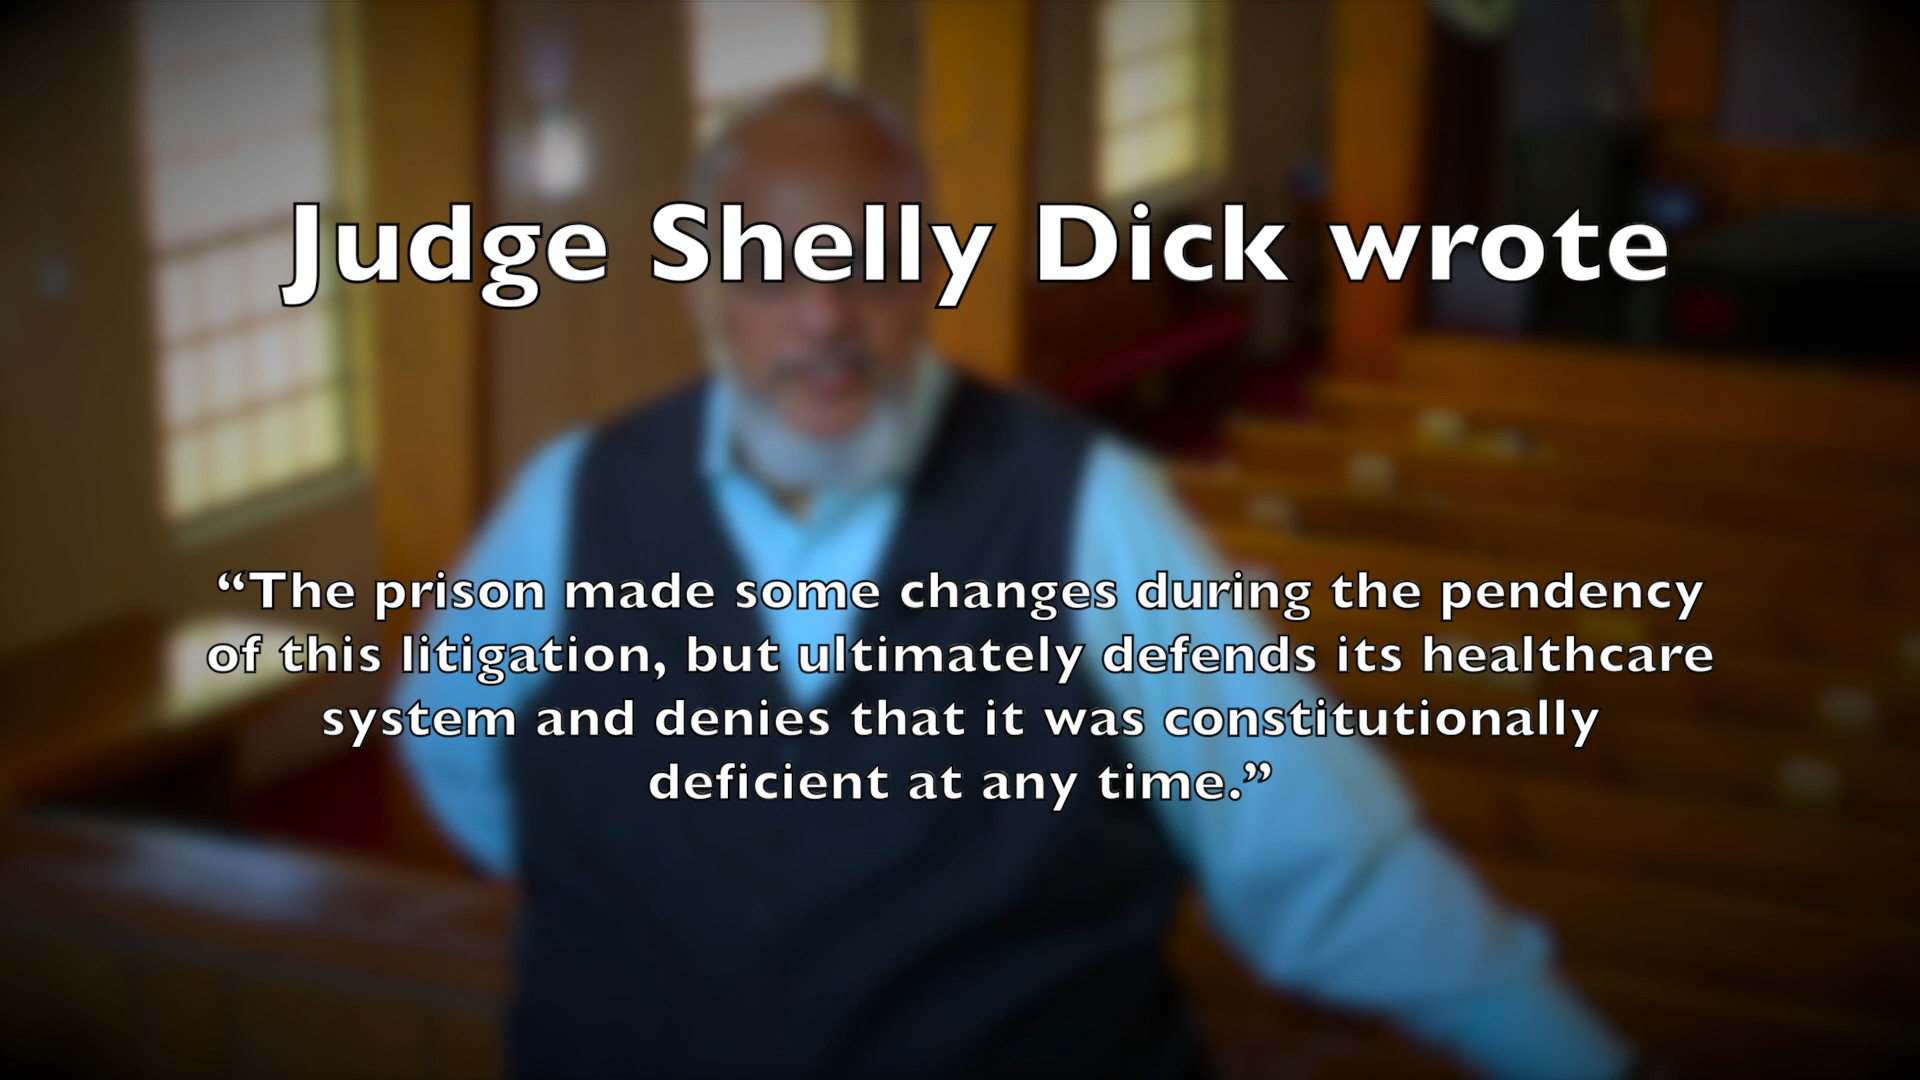 Judge Shelly Dick wrote
“The prison made some changes during the pendency
of this litigation, but ultimately defends its healthcare
system and denies that it was constitutionally
deficient at any time.”